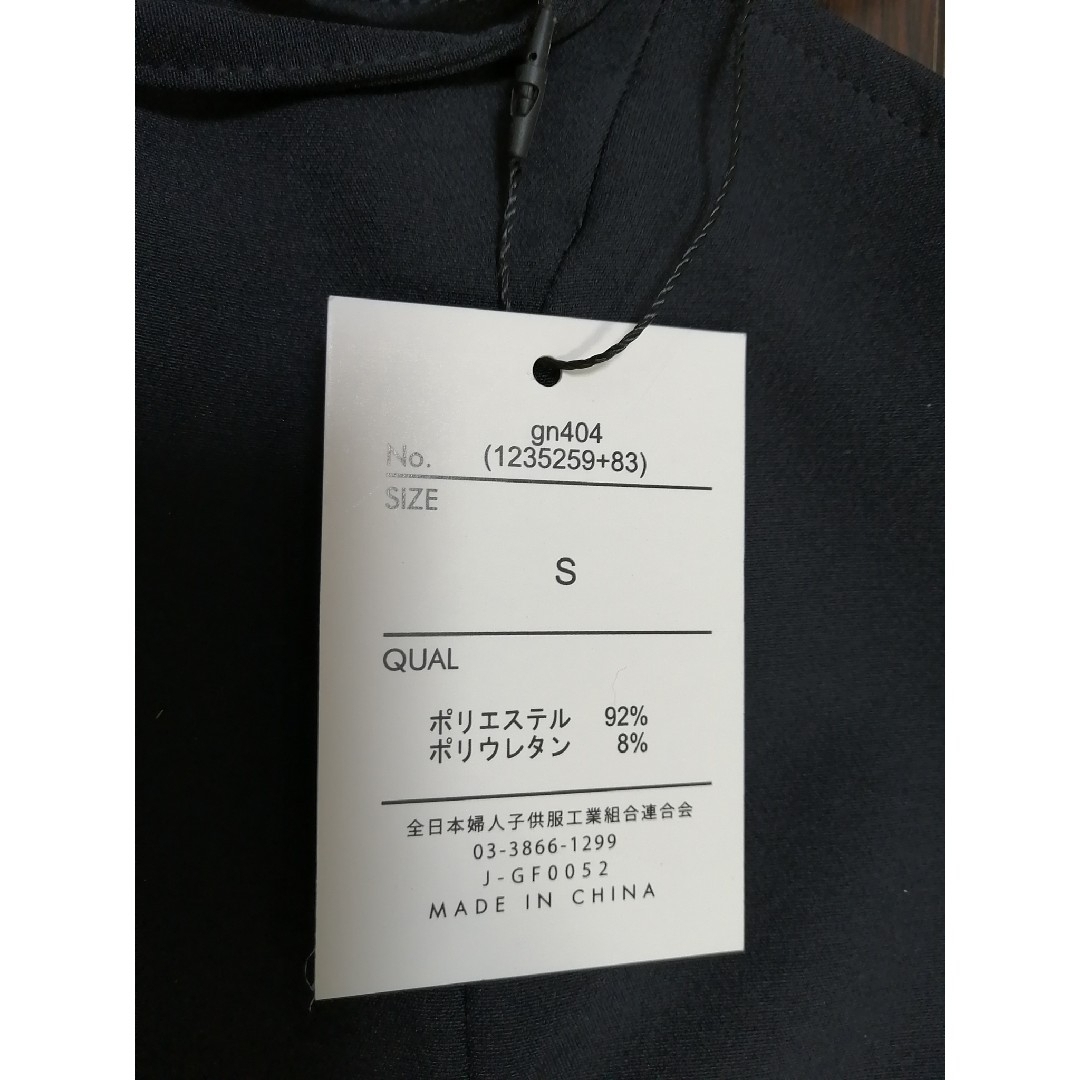 gn404
No. (1235259+83)
SIZE
S
QUAL
ポリエステル 92%
ポリウレタン 8%
全日本婦人子供服工業組合連合会
03-3866-1299
J-GF0052
MADE IN CHINA